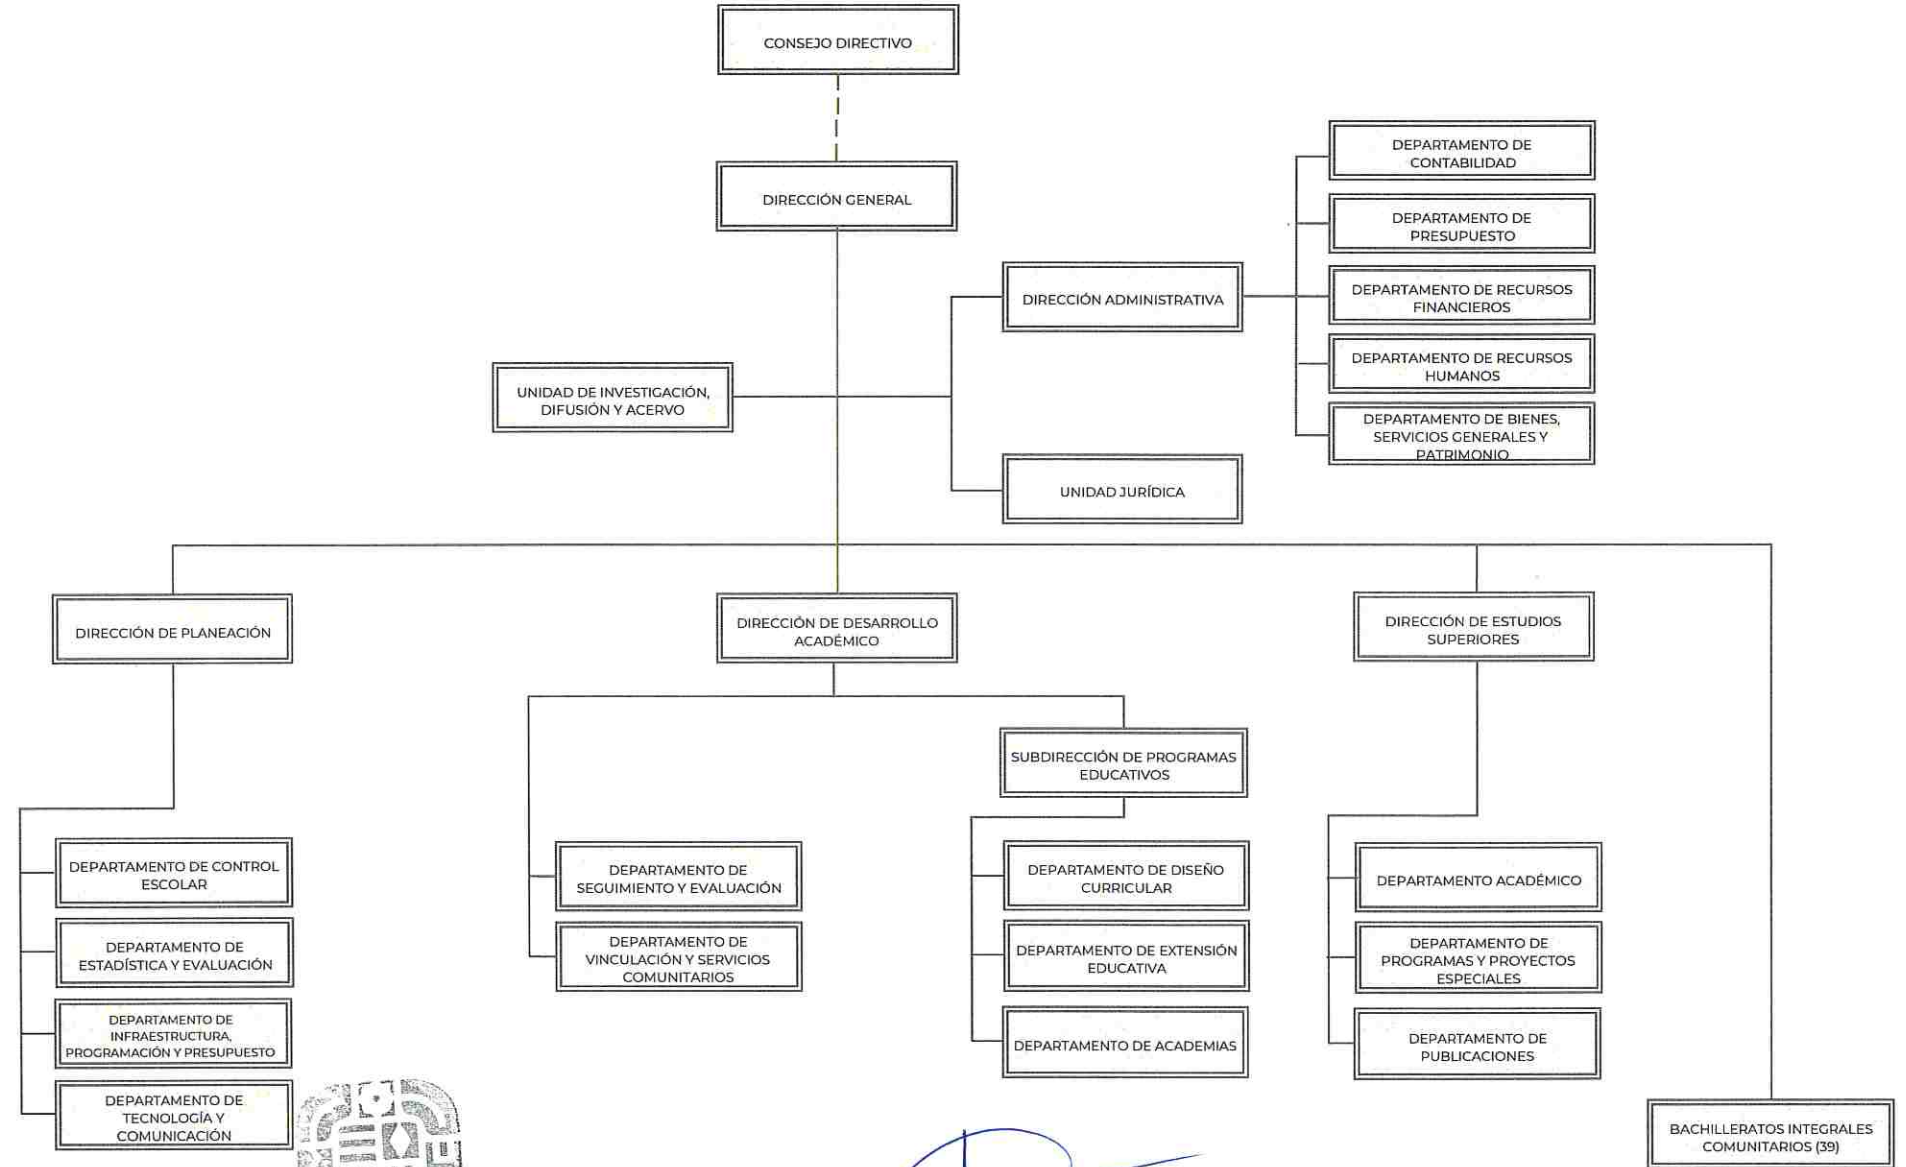 CONSEJO DIRECTIVO
DIRECCIÓN GENERAL
DEPARTAMENTO DE
CONTABILIDAD
DEPARTAMENTO DE
PRESUPUESTO
DIRECCIÓN ADMINISTRATIVA
DEPARTAMENTO DE RECURSOS
FINANCIEROS
DEPARTAMENTO DE RECURSOS
HUMANOS
UNIDAD DE INVESTIGACIÓN,
DIFUSIÓN Y ACERVO
DEPARTAMENTO DE BIENES,
SERVICIOS GENERALES Y
PATRIMONIO
UNIDAD JURÍDICA
DIRECCIÓN DE PLANEACIÓN
DIRECCIÓN DE DESARROLLO
ACADÉMICO
DIRECCIÓN DE ESTUDIOS
SUPERIORES
SUBDIRECCIÓN DE PROGRAMAS
EDUCATIVOS
DEPARTAMENTO DE CONTROL
ESCOLAR
DEPARTAMENTO DE
ESTADÍSTICA Y EVALUACIÓN
DEPARTAMENTO DE
INFRAESTRUCTURA,
PROGRAMACIÓN Y PRESUPUESTO
DEPARTAMENTO DE
TECNOLOGÍA Y
COMUNICACIÓN
DEPARTAMENTO DE
SEGUIMIENTO Y EVALUACIÓN
DEPARTAMENTO DE
VINCULACIÓN Y SERVICIOS
COMUNITARIOS
DEPARTAMENTO DE DISEÑO
CURRICULAR
DEPARTAMENTO DE EXTENSIÓN
EDUCATIVA
DEPARTAMENTO DE ACADEMIAS
DEPARTAMENTO ACADÉMICO
DEPARTAMENTO DE
PROGRAMAS Y PROYECTOS
ESPECIALES
DEPARTAMENTO DE
PUBLICACIONES
BACHILLERATOS INTEGRALES
COMUNITARIOS (39)